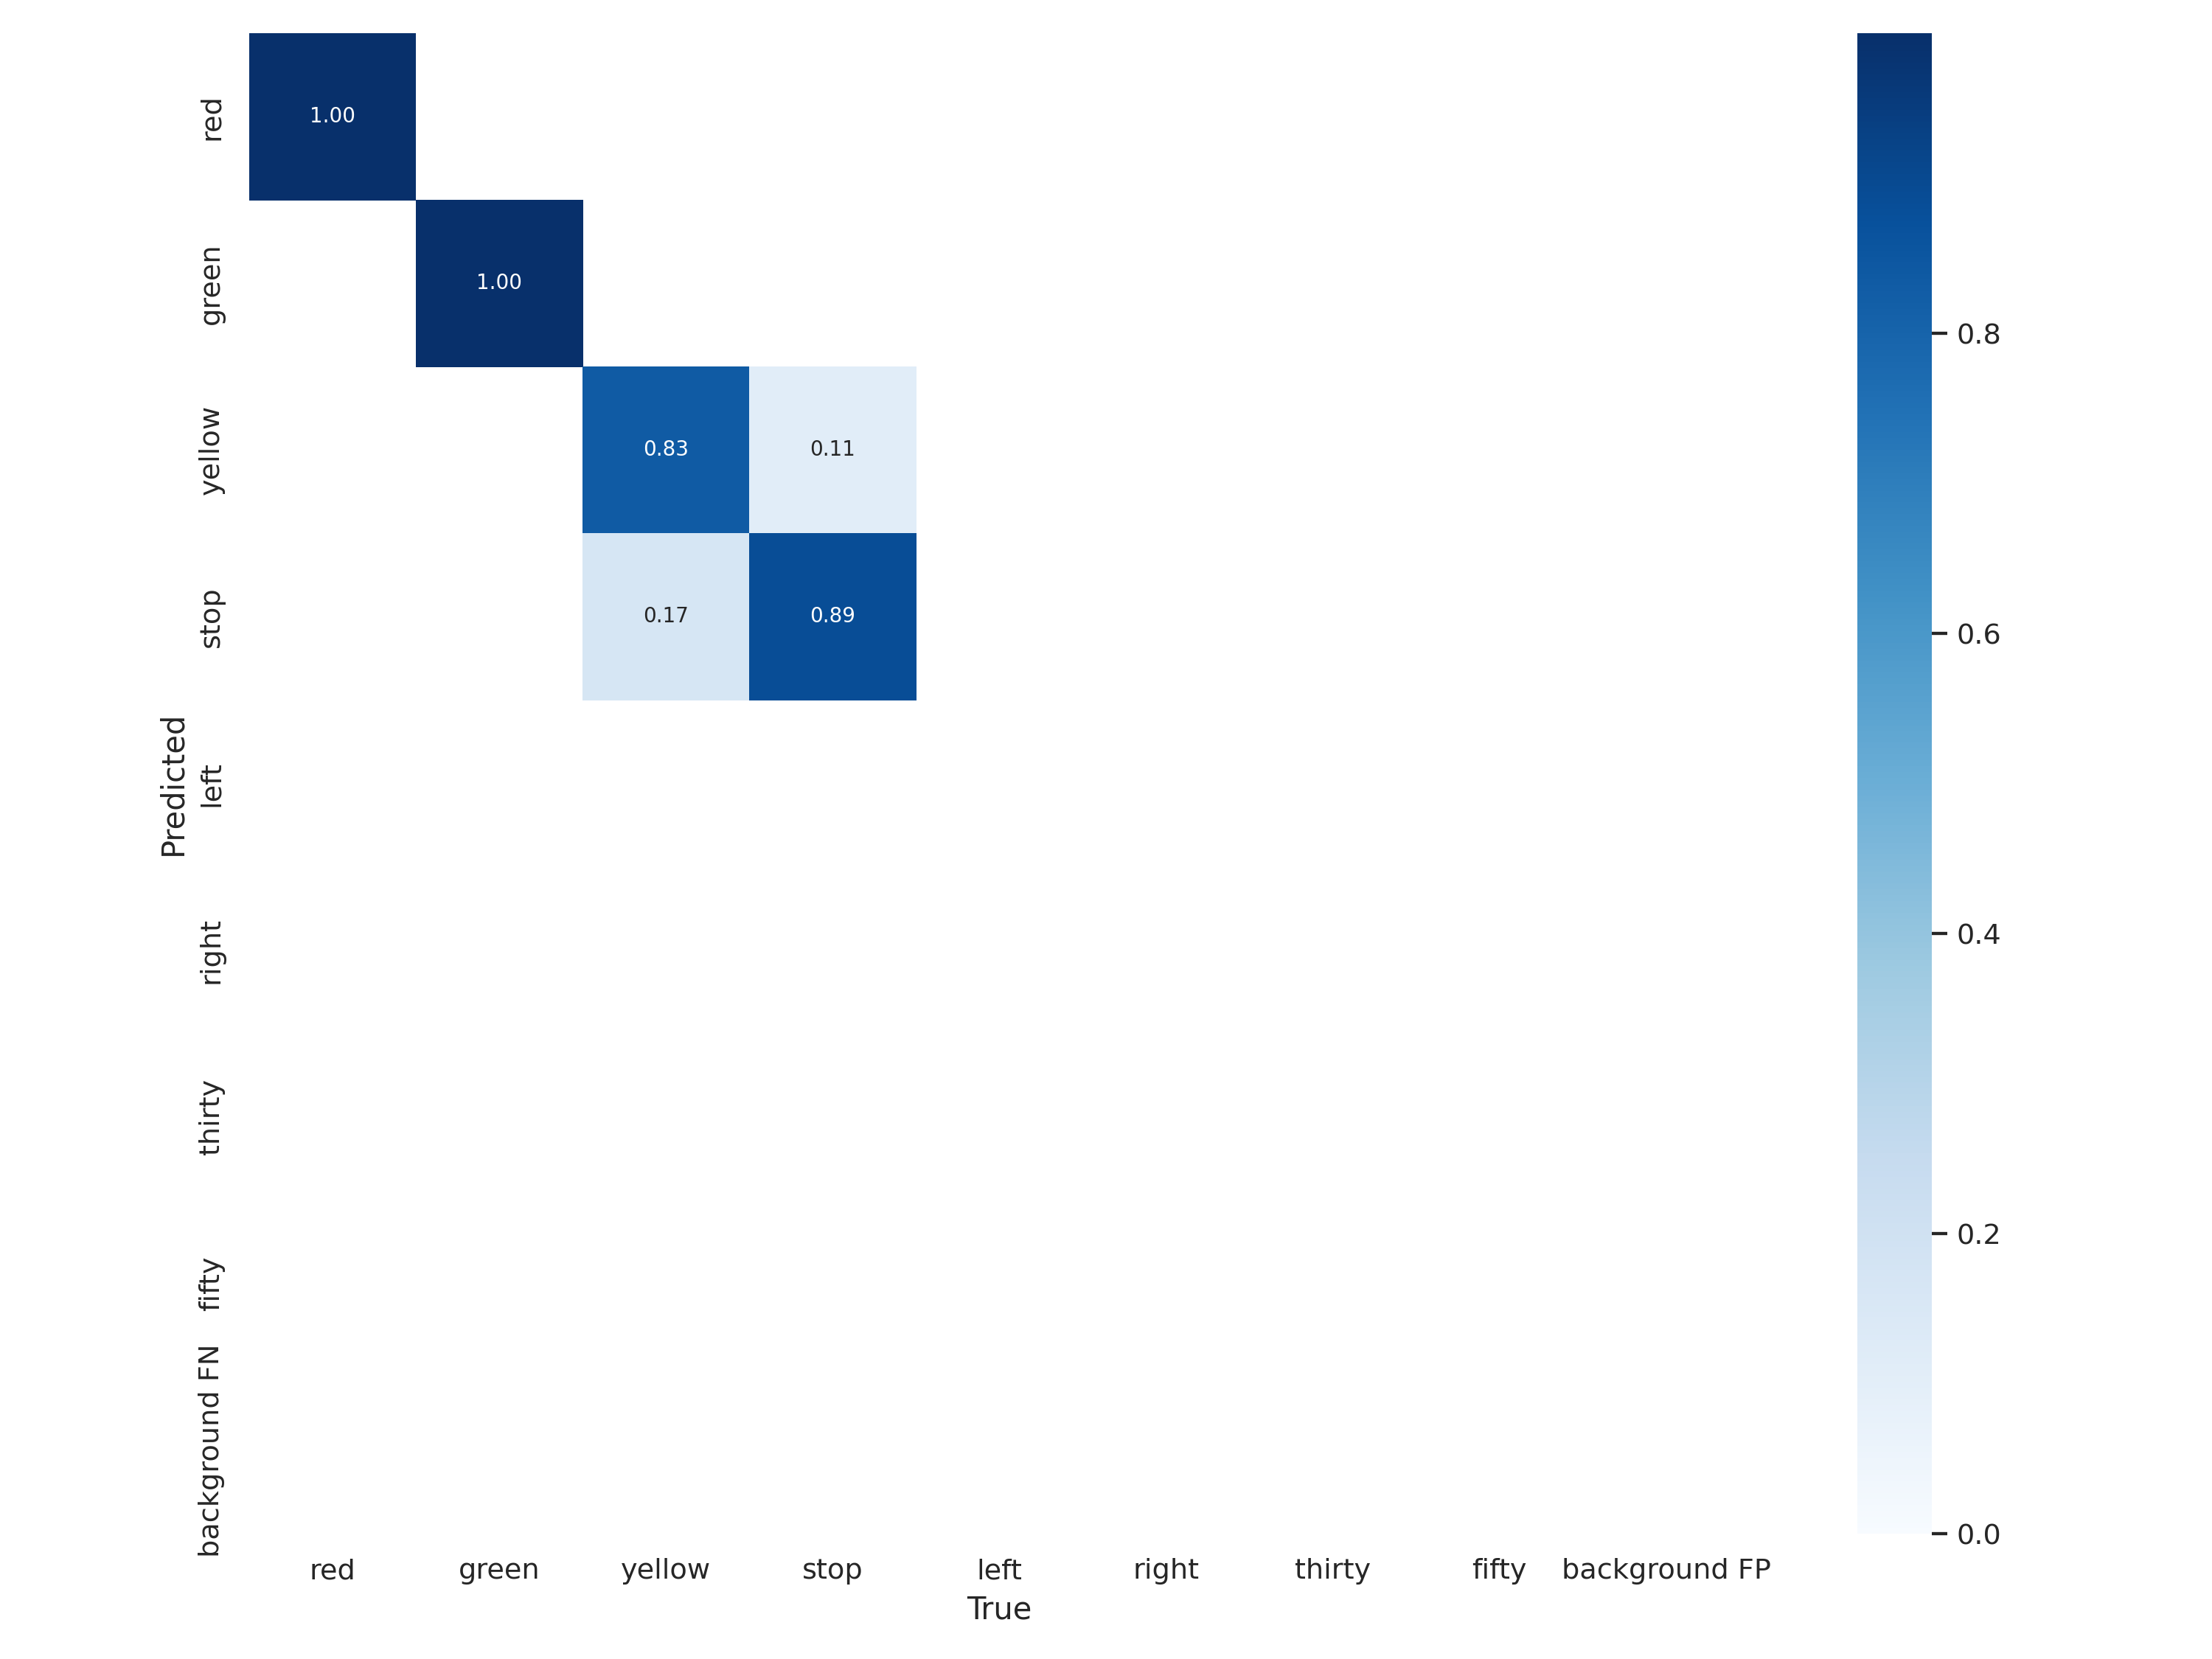 red
1.00
green
1.00
yellow
0.83
0.11
stop
0.17
0.89
left
right
thirty
fifty
background FN
Predicted
red
green
yellow
stop
left
right
thirty
fifty
background FP
True
0.8
0.6
0.4
0.2
0.0